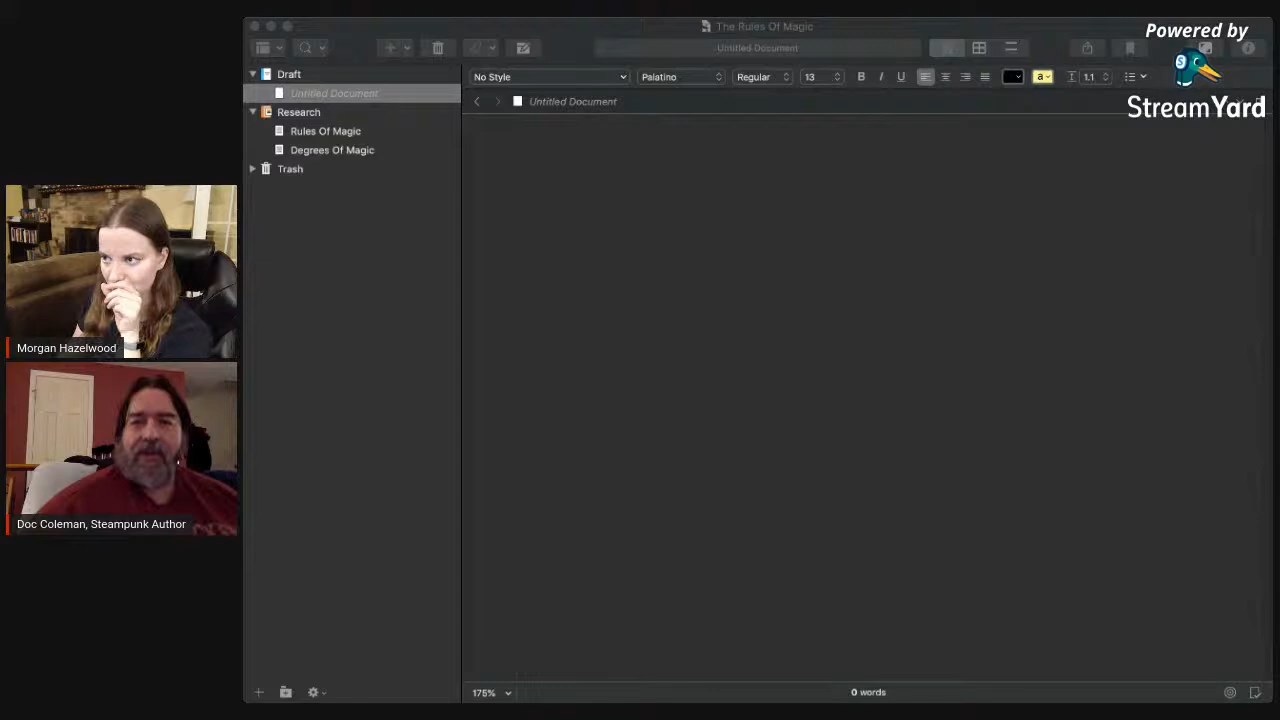 The Rules Of Magic
Powered by
StreamYard
Untitled Document
No Style
Palatino
Regular
13
B I U
a
1.1
Draft
Untitled Document
Untitled Document
Research
Rules Of Magic
Degrees Of Magic
Trash
Morgan Hazelwood
Doc Coleman, Steampunk Author
175%
0 words